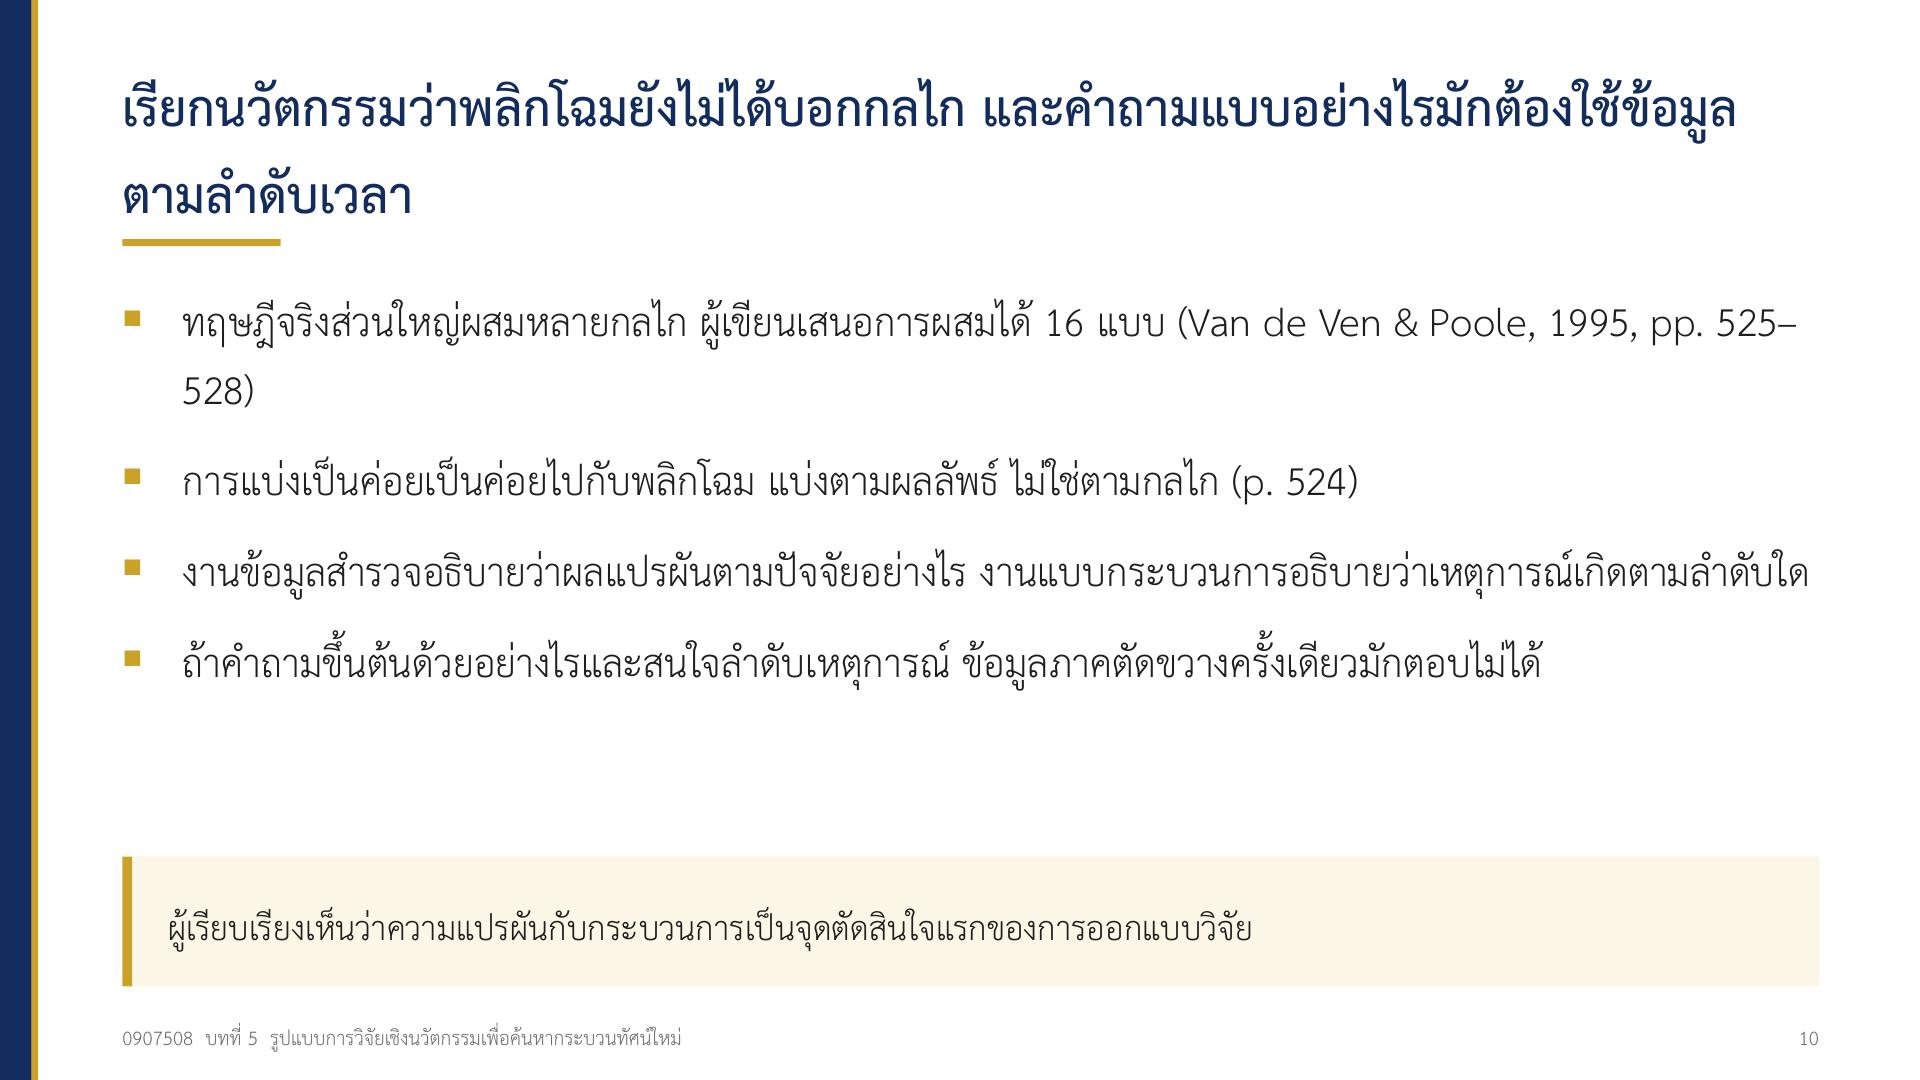 เรียกนวัตกรรมว่าพลิกโฉมยังไม่ได้บอกกลไก และคำถามแบบอย่างไรมักต้องใช้ข้อมูล
ตามลำดับเวลา
ทฤษฎีจริงส่วนใหญ่ผสมหลายกลไก ผู้เขียนเสนอการผสมได้ 16 แบบ (Van de Ven & Poole, 1995, pp. 525–
528)
การแบ่งเป็นค่อยเป็นค่อยไปกับพลิกโฉม แบ่งตามผลลัพธ์ ไม่ใช่ตามกลไก (p. 524)
งานข้อมูลสำรวจอธิบายว่าผลแปรผันตามปัจจัยอย่างไร งานแบบกระบวนการอธิบายว่าเหตุการณ์เกิดตามลำดับใด
ถ้าคำถามขึ้นต้นด้วยอย่างไรและสนใจลำดับเหตุการณ์ ข้อมูลภาคตัดขวางครั้งเดียวมักตอบไม่ได้
ผู้เรียบเรียงเห็นว่าความแปรผันกับกระบวนการเป็นจุดตัดสินใจแรกของการออกแบบวิจัย
0907508 บทที่ 5 รูปแบบการวิจัยเชิงนวัตกรรมเพื่อค้นหากระบวนทัศน์ใหม่
10